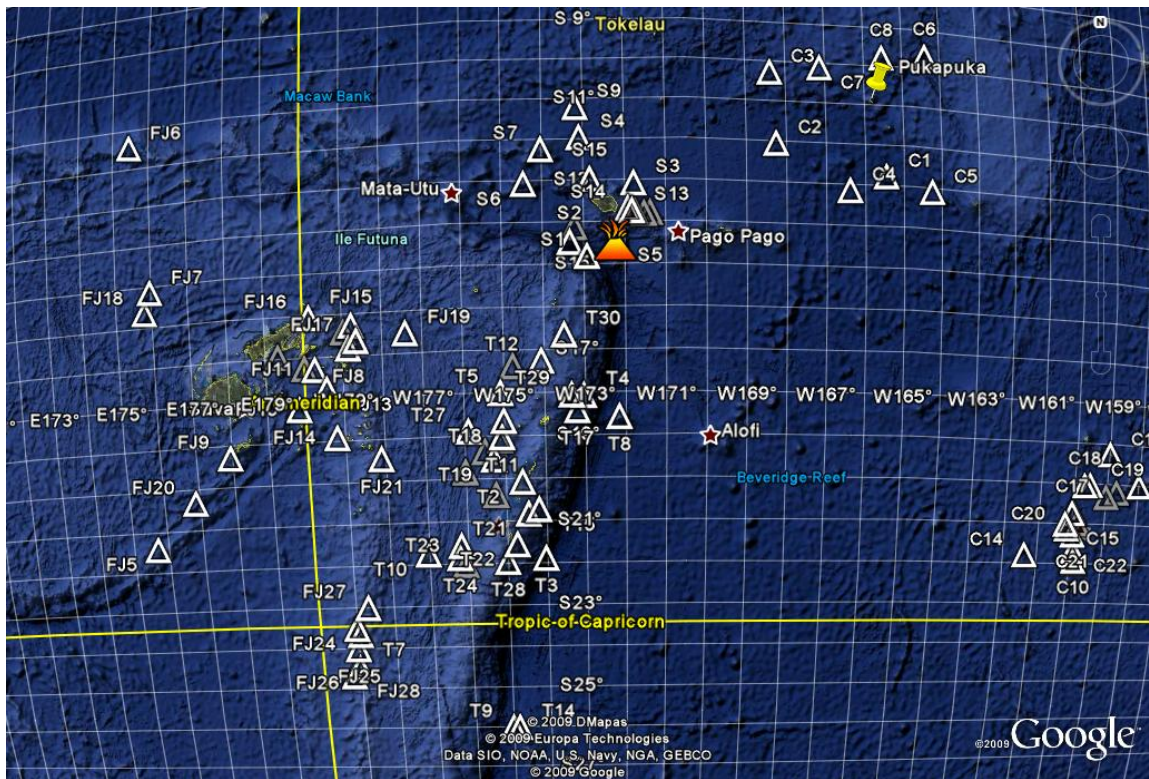 S 9°
Tokelau
N
C8
C6
C3
Pukapuka
C7
Macaw Bank
S9
S11°
S4
C2
FJ6
S7
S15
C1
S3
C4
C5
Mata-Utu
S6
S14
S13
S2
Ile Futuna
Pago Pago
S1
S5
FJ7
FJ18
FJ16
FJ15
FJ17
FJ19
T30
T12
FJ11
FJ8
T5
T29
T4
E173°
E175°
E179°
W177°
W175°
W173°
W171°
W169°
W167°
W165°
W163°
W161°
W159°
T27
FJ9
FJ14
T18
T17
T8
Alofi
C18
C19
T11
T19
FJ21
Beveridge Reef
C17
FJ20
T2
S21°
C20
T21
C14
C15
FJ5
T23
T22
T10
T24
T28
T3
C21
C22
C10
FJ27
S23°
Tropic of Capricorn
FJ24
T7
FJ25
FJ26
FJ28
S25°
T9
T14
© 2009 DMapas
© 2009 Europa Technologies
Data SIO, NOAA, U.S. Navy, NGA, GEBCO
© 2009 Google
©2009 Google